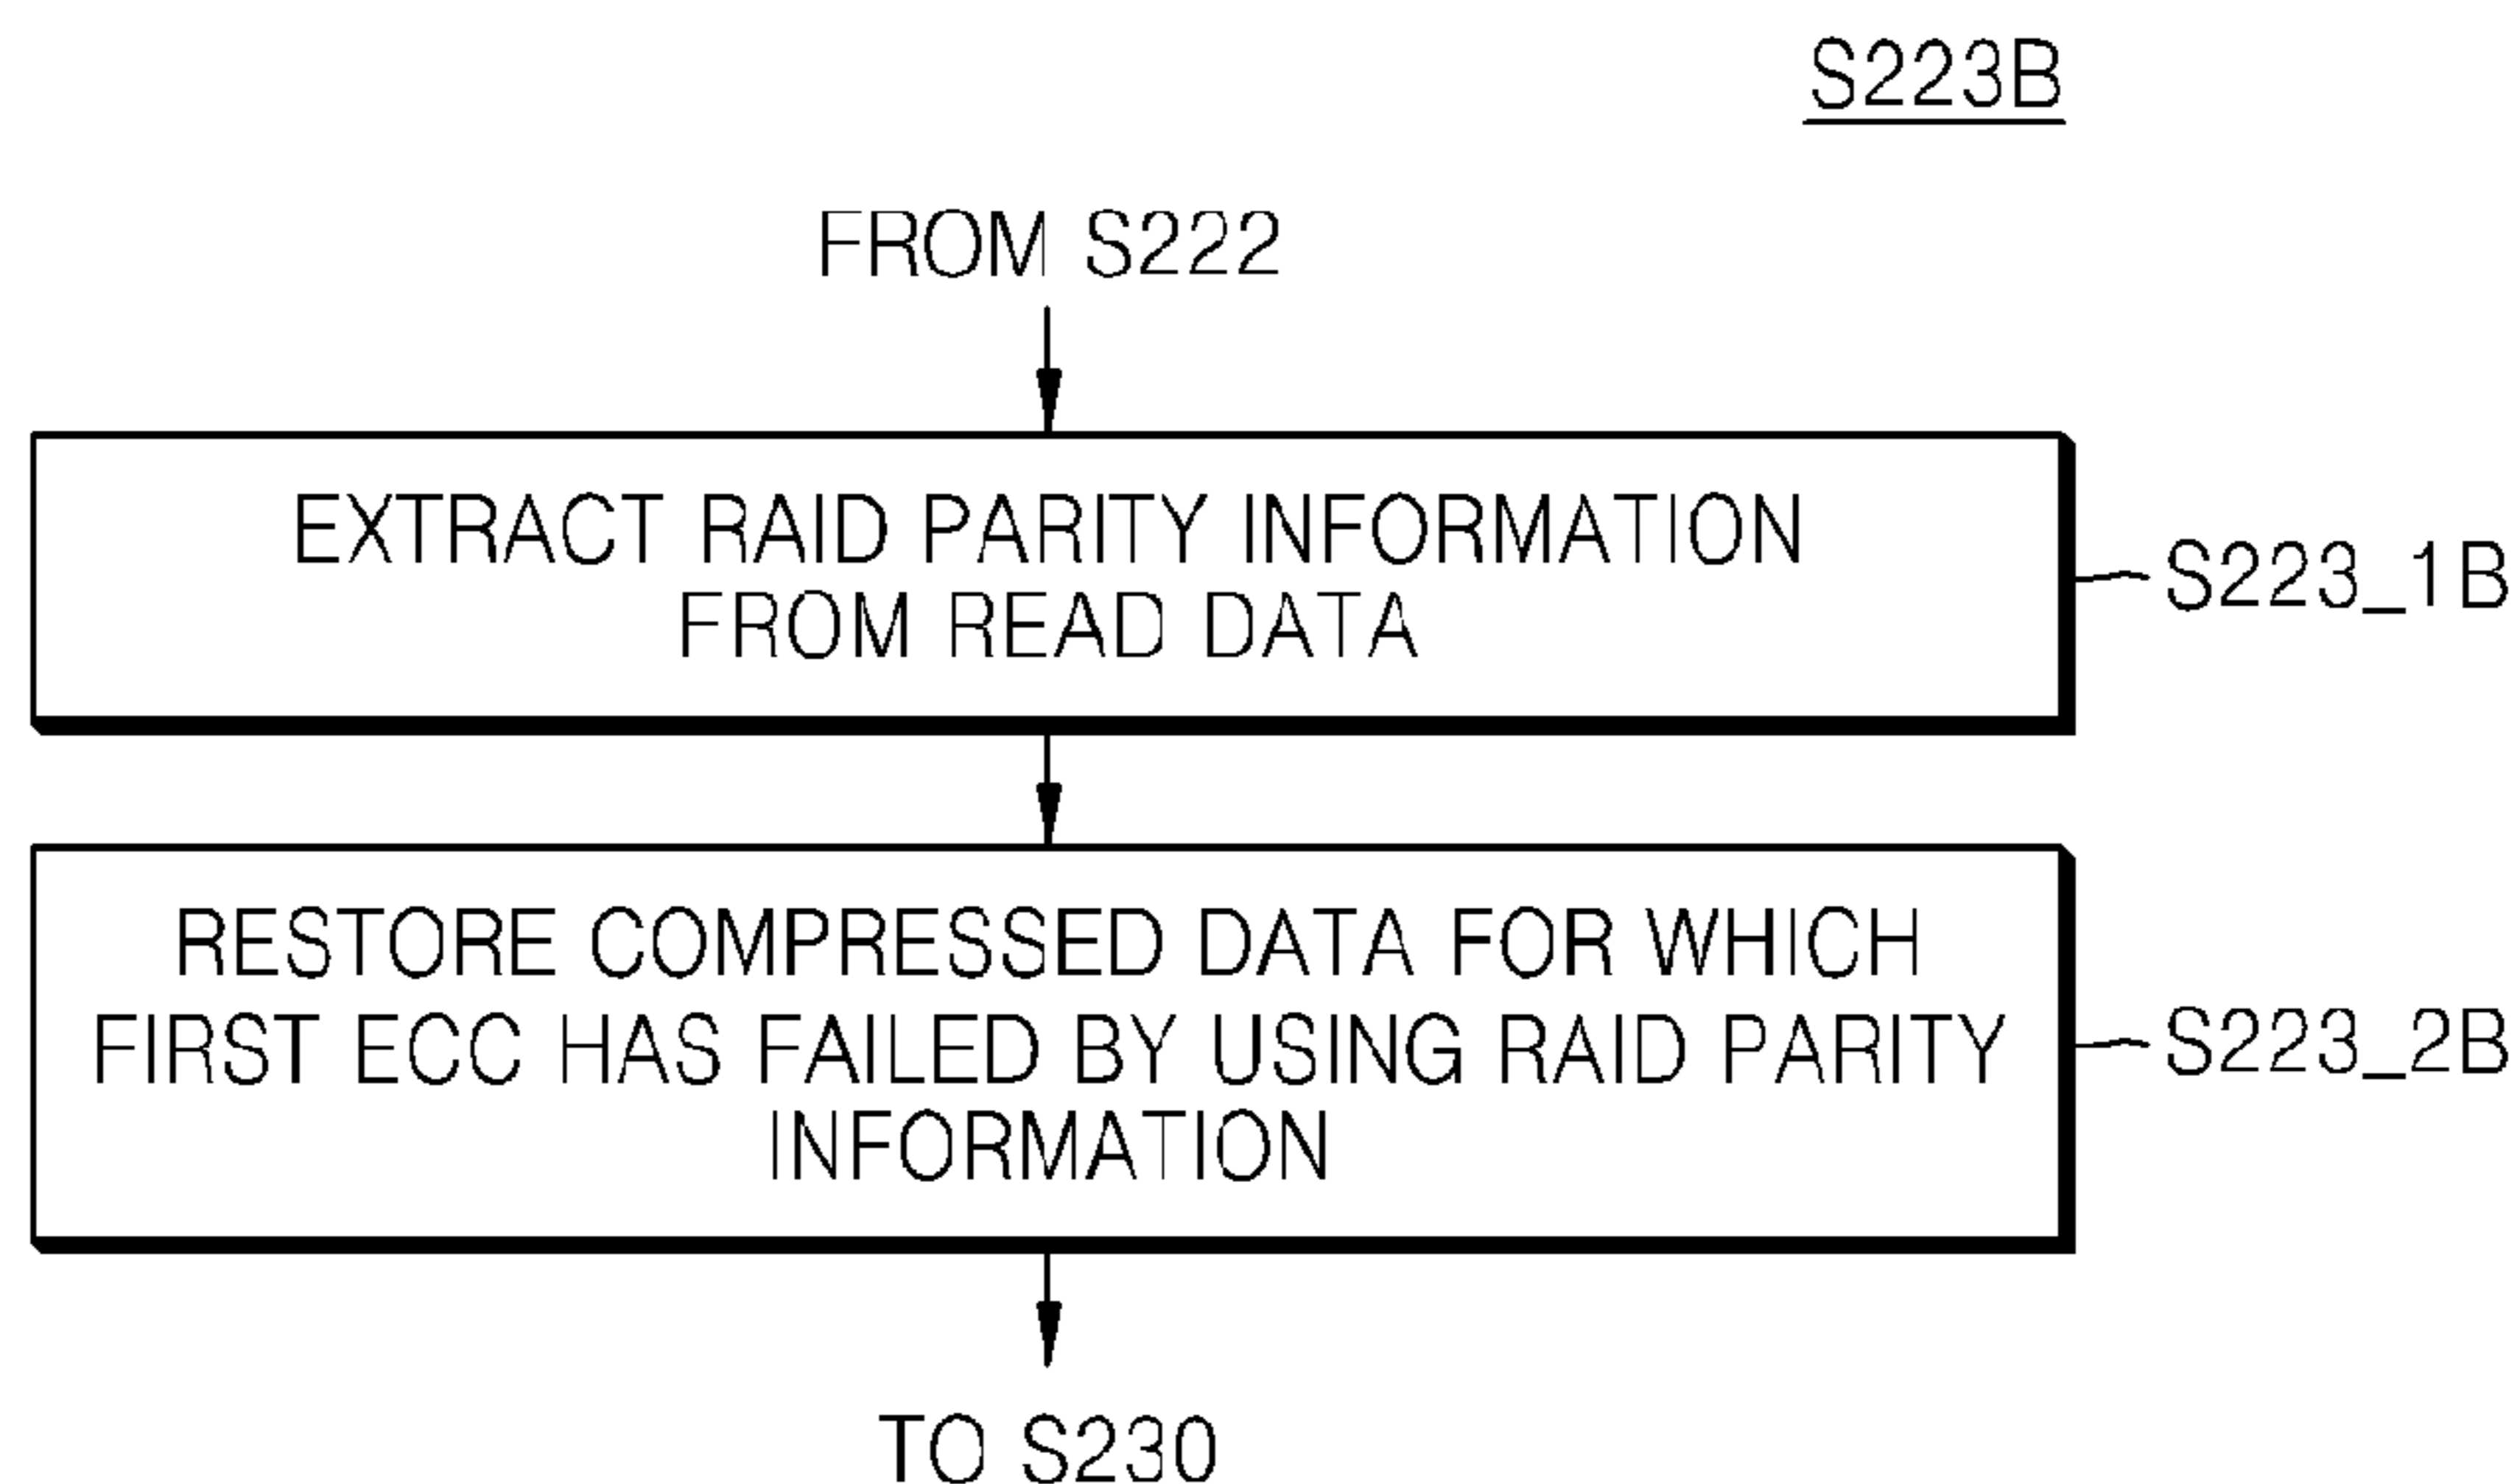 S223B
FROM S222
EXTRACT RAID PARITY INFORMATION
FROM READ DATA
S223_1B
RESTORE COMPRESSED DATA FOR WHICH
FIRST ECC HAS FAILED BY USING RAID PARITY
INFORMATION
S223_2B
TO S230